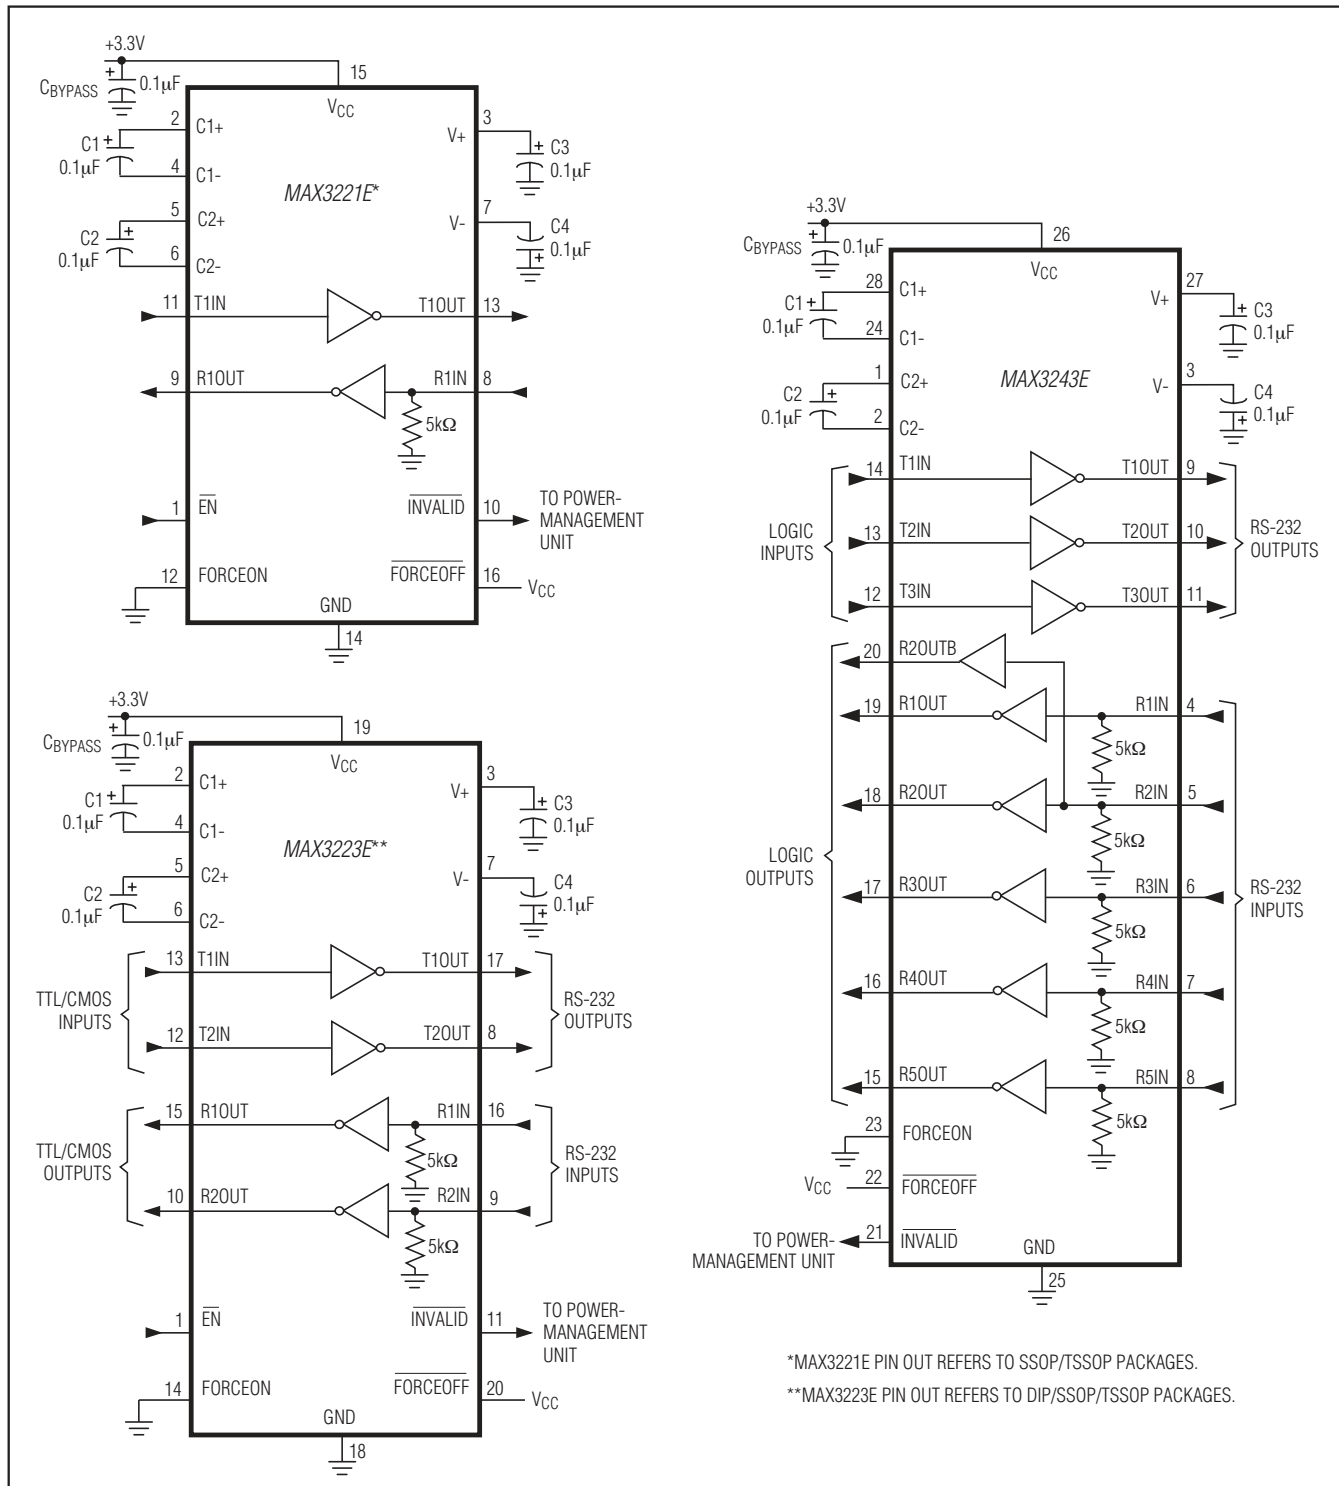 +3.3V
CBYPASS
+
0.1µF
15
VCC
2
C1+
C1
+
0.1µF
4
C1-
5
C2+
C2
+
0.1µF
6
C2-
MAX3221E*
3
V+
+
C3
0.1µF
7
V-
C4
0.1µF
+
11
T1IN
T1OUT
13
9
R1OUT
R1IN
8
5kΩ
1
EN
INVALID
10
TO POWER-
MANAGEMENT
UNIT
12
FORCEON
FORCEOFF
16
VCC
GND
14
+3.3V
CBYPASS
+
0.1µF
19
VCC
2
C1+
C1
+
0.1µF
4
C1-
5
C2+
C2
+
0.1µF
6
C2-
MAX3223E**
3
V+
+
C3
0.1µF
7
V-
C4
0.1µF
+
TTL/CMOS
INPUTS
13
T1IN
T1OUT
17
12
T2IN
T2OUT
8
RS-232
OUTPUTS
TTL/CMOS
OUTPUTS
15
R1OUT
R1IN
16
5kΩ
10
R2OUT
R2IN
9
5kΩ
RS-232
INPUTS
1
EN
INVALID
11
TO POWER-
MANAGEMENT
UNIT
14
FORCEON
FORCEOFF
20
VCC
GND
18
+3.3V
CBYPASS
+
0.1µF
26
VCC
28
C1+
C1
+
0.1µF
24
C1-
1
C2+
C2
+
0.1µF
2
C2-
MAX3243E
27
V+
+
C3
0.1µF
3
V-
C4
0.1µF
+
LOGIC
INPUTS
14
T1IN
T1OUT
9
13
T2IN
T2OUT
10
12
T3IN
T3OUT
11
RS-232
OUTPUTS
LOGIC
OUTPUTS
20
R2OUTB
19
R1OUT
R1IN
4
5kΩ
18
R2OUT
R2IN
5
5kΩ
17
R3OUT
R3IN
6
5kΩ
16
R4OUT
R4IN
7
5kΩ
15
R5OUT
R5IN
8
5kΩ
RS-232
INPUTS
23
FORCEON
VCC
22
FORCEOFF
TO POWER-
MANAGEMENT UNIT
21
INVALID
GND
25
*MAX3221E PIN OUT REFERS TO SSOP/TSSOP PACKAGES.
**MAX3223E PIN OUT REFERS TO DIP/SSOP/TSSOP PACKAGES.